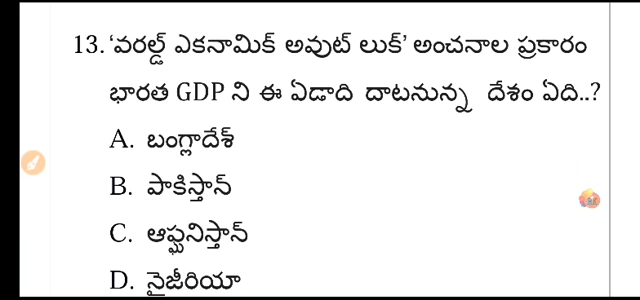 13. 'వరల్డ్ ఎకనామిక్ అవుట్ లుక్' అంచనాల ప్రకారం
భారత GDP ని ఈ ఏడాది దాటనున్న దేశం ఏది..?
A. బంగ్లాదేశ్
B. పాకిస్తాన్
C. ఆఫ్ఘనిస్తాన్
D. నైజీరియా